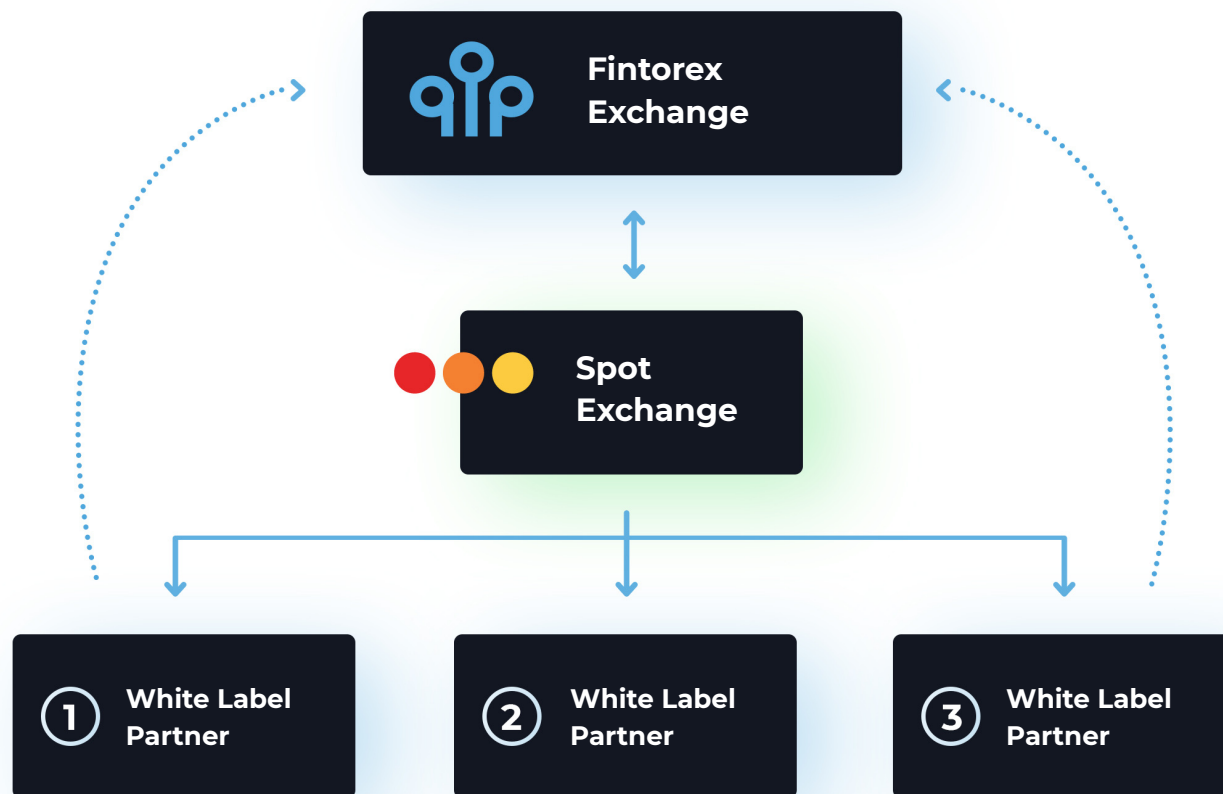 Fintorex
Exchange
Spot
Exchange
1
White Label
Partner
2
White Label
Partner
3
White Label
Partner